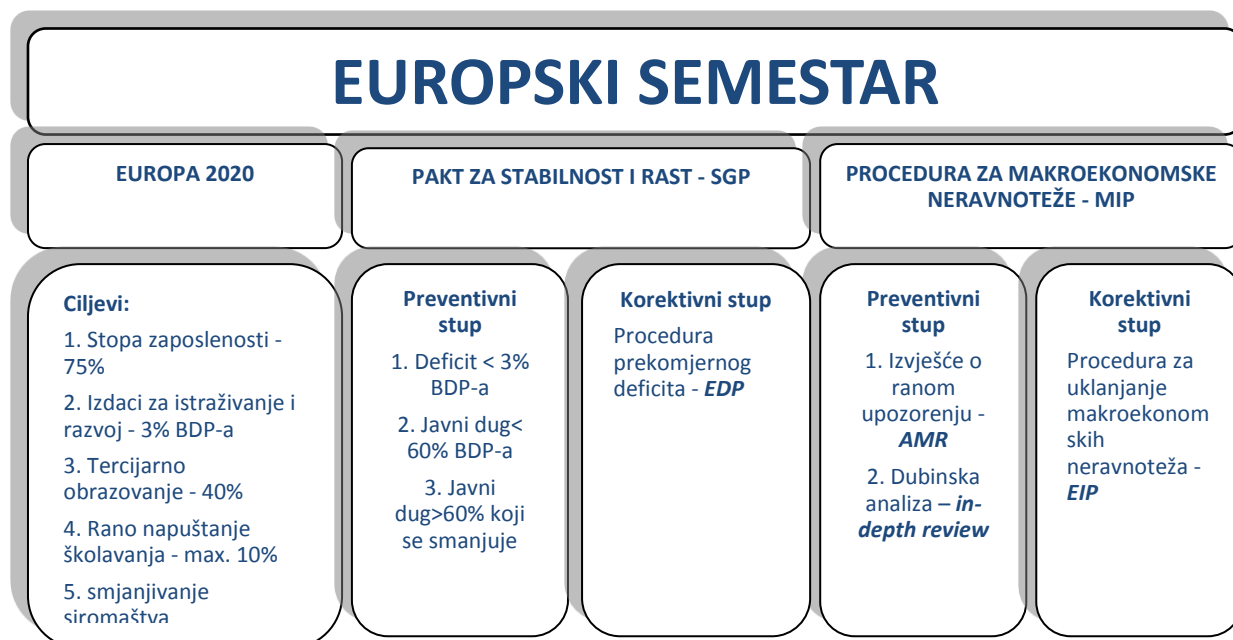 EUROPSKI SEMESTAR
EUROPA 2020
PAKT ZA STABILNOST I RAST - SGP
PROCEDURA ZA MAKROEKONOMSKE
NERAVNOTEŽE - MIP
Ciljevi:
1. Stopa zaposlenosti -
75%
2. Izdaci za istraživanje i
razvoj - 3% BDP-a
3. Tercijarno
obrazovanje - 40%
4. Rano napuštanje
školavanja - max. 10%
5. smjanjivanje
siromaštva
Preventivni
stup
1. Deficit < 3%
BDP-a
2. Javni dug<
60% BDP-a
3. Javni
dug>60% koji
se smanjuje
Korektivni stup
Procedura
prekomjernog
deficita - EDP
Preventivni
stup
1. Izvješće o
ranom
upozorenju -
AMR
2. Dubinska
analiza – in-
depth review
Korektivni
stup
Procedura za
uklanjanje
makroekonom
skih
neravnoteža -
EIP